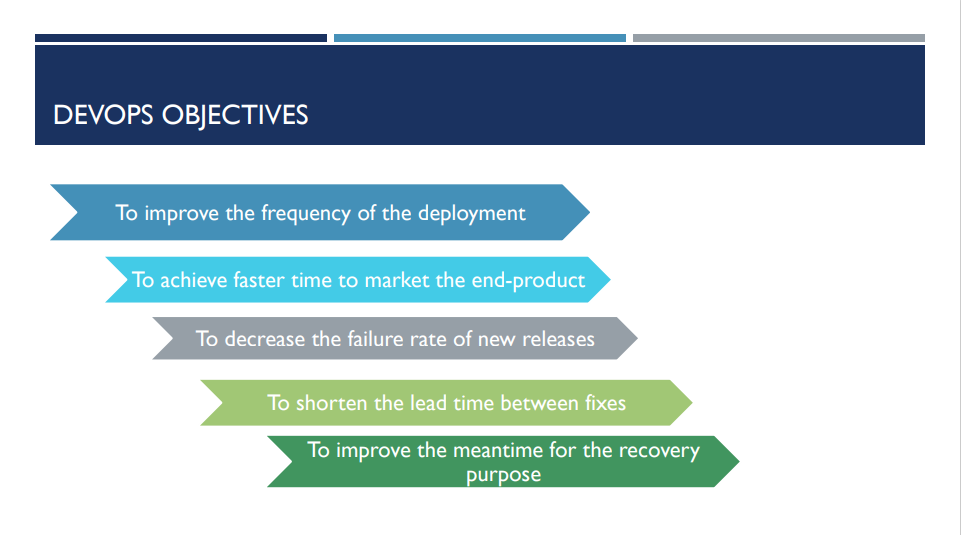 DEVOPS OBJECTIVES
To improve the frequency of the deployment
To achieve faster time to market the end-product
To decrease the failure rate of new releases
To shorten the lead time between fixes
To improve the meantime for the recovery
purpose